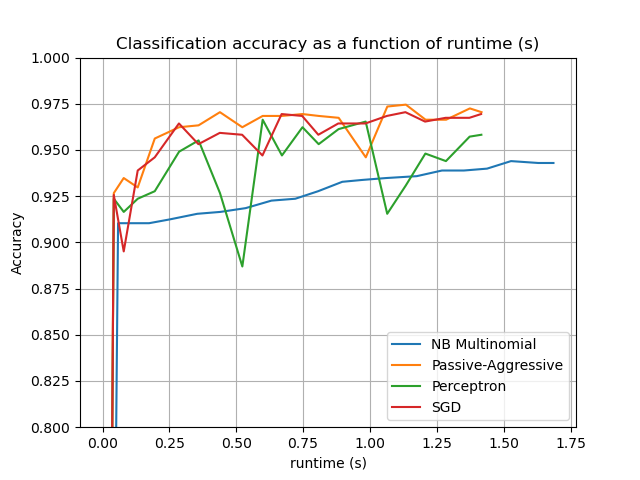 Classification accuracy as a function of runtime (s)
1.000
0.975
0.950
0.925
0.900
0.875
0.850
0.825
0.800
Accuracy
NB Multinomial
Passive-Aggressive
Perceptron
SGD
0.00 0.25 0.50 0.75 1.00 1.25 1.50 1.75
runtime (s)